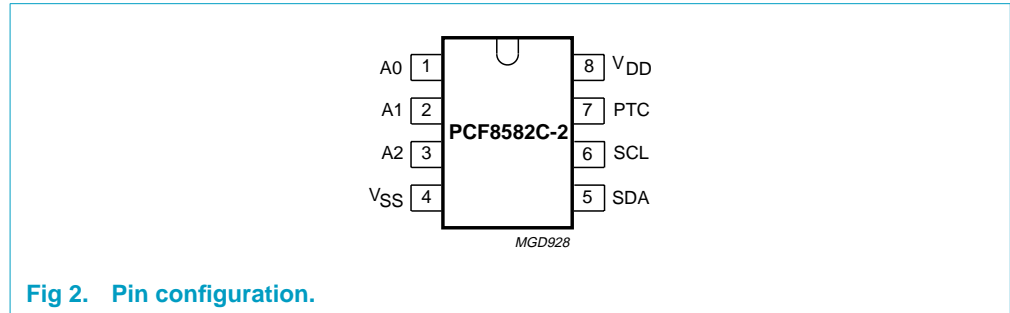 A0 1 8 VDD
A1 2 7 PTC
PCF8582C-2
A2 3 6 SCL
VSS 4 5 SDA
MGD928
Fig 2. Pin configuration.